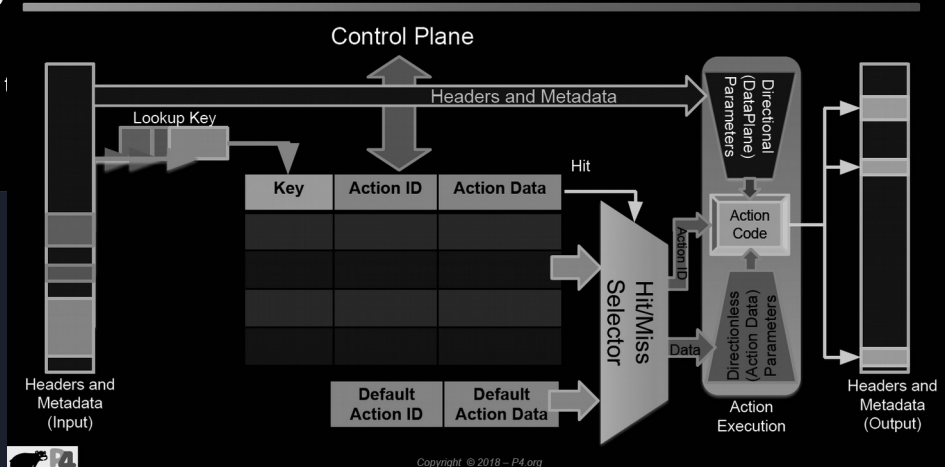 Control Plane
Headers and Metadata
Lookup Key
Hit
Key
Action ID
Action Data
Default
Action ID
Default
Action Data
Hit/Miss
Selector
Action ID
Data
Directional
(DataPlane)
Parameters
Action
Code
Directionless
(Action Data)
Parameters
Action
Execution
Headers and
Metadata
(Input)
Headers and
Metadata
(Output)
P4
Copyright © 2018 – P4.org